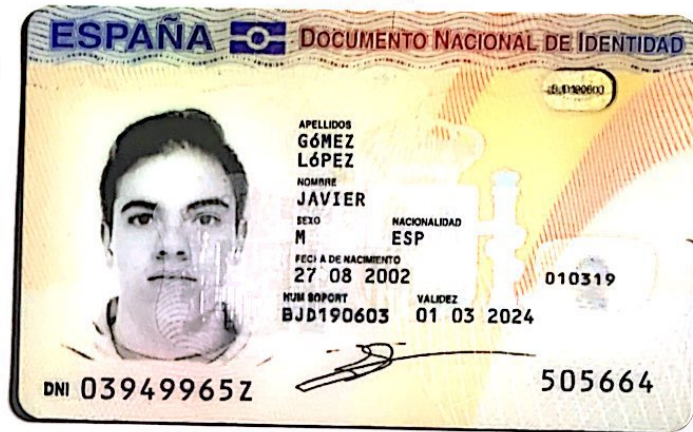 ESPAÑA DOCUMENTO NACIONAL DE IDENTIDAD
APELLIDOS
GóMEZ
LóPEZ
NOMBRE
JAVIER
SEXO NACIONALIDAD
M ESP
FECHA DE NACIMIENTO
27 08 2002
010319
NUM SOPORT VALIDEZ
BJD190603 01 03 2024
DNI 03949965Z
505664